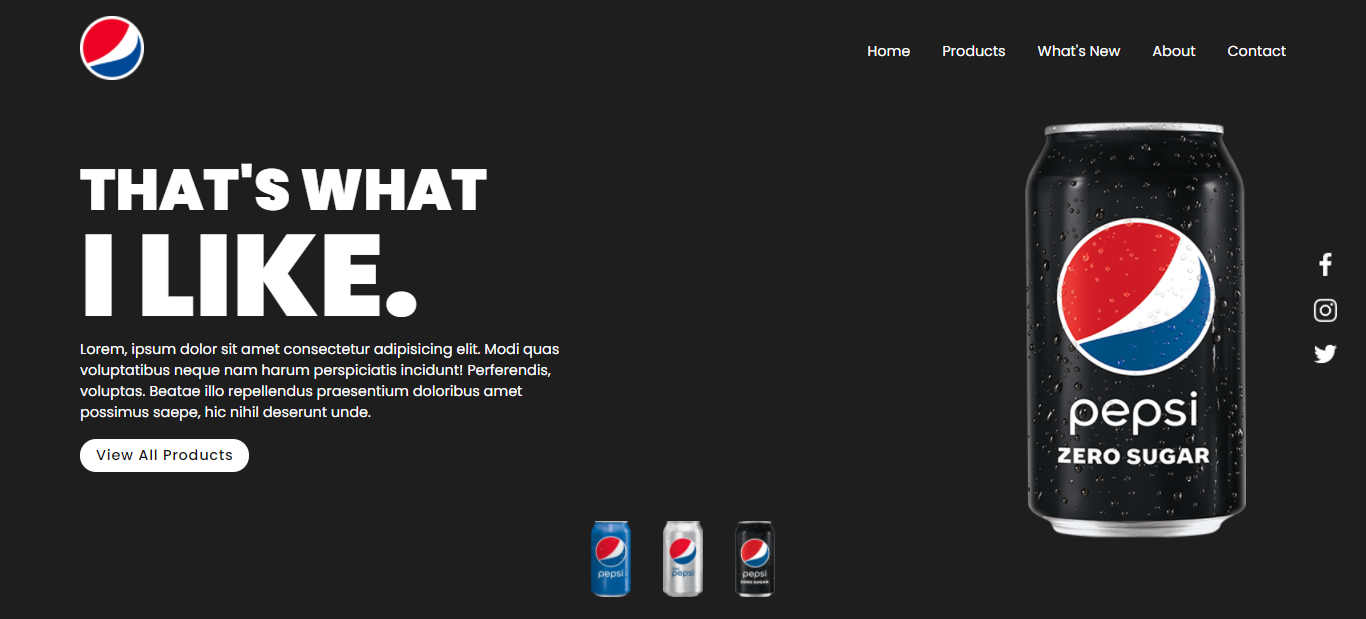 Home Products What's New About Contact
THAT'S WHAT
I LIKE.
Lorem, ipsum dolor sit amet consectetur adipisicing elit. Modi quas
voluptatibus neque nam harum perspiciatis incidunt! Perferendis,
voluptas. Beatae illo repellendus praesentium doloribus amet
possimus saepe, hic nihil deserunt unde.
View All Products
pepsi
ZERO SUGAR
pepsi
pepsi
pepsi
ZERO SUGAR